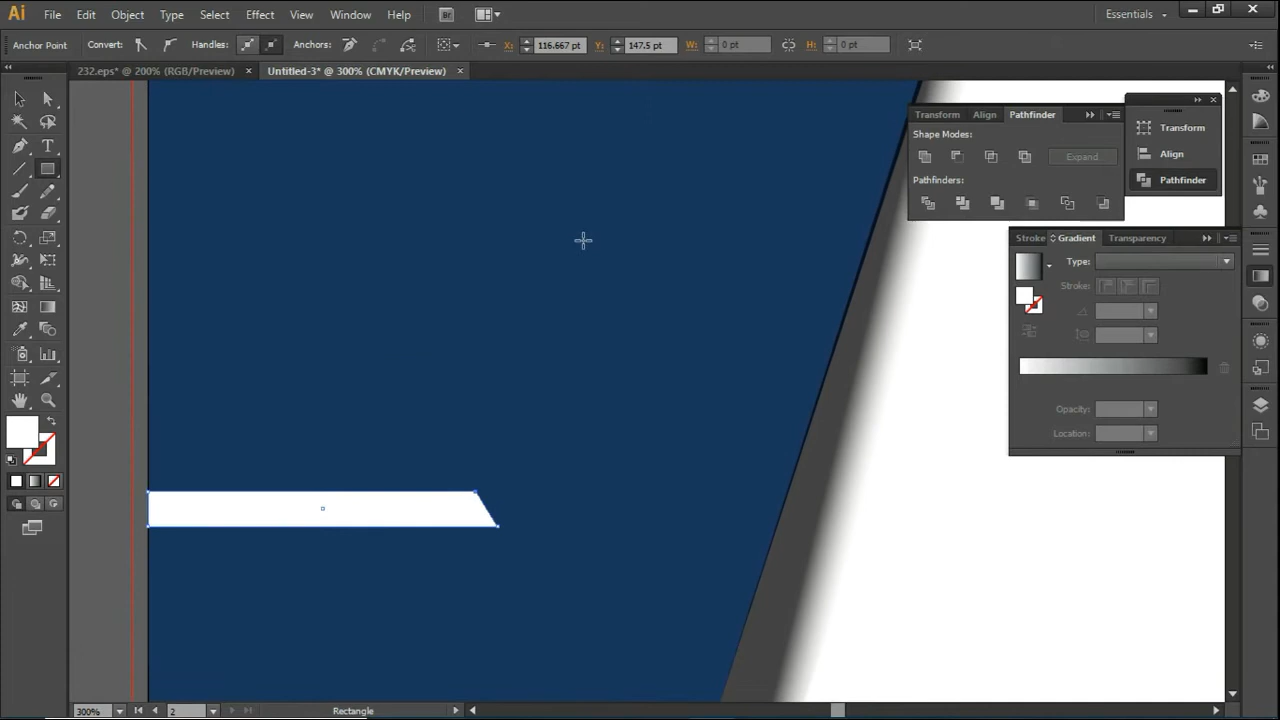 Ai File Edit Object Type Select Effect View Window Help Br Essentials
Anchor Point Convert: Handles: Anchors: X: 116.667 pt Y: 147.5 pt W: 0 pt H: 0 pt
232.eps* @ 200% (RGB/Preview) Untitled-3* @ 300% (CMYK/Preview)
Transform Align Pathfinder
Shape Modes:
Expand
Pathfinders:
Transform
Align
Pathfinder
Stroke Gradient Transparency
Type:
Stroke:
Opacity:
Location:
300% 2 Rectangle